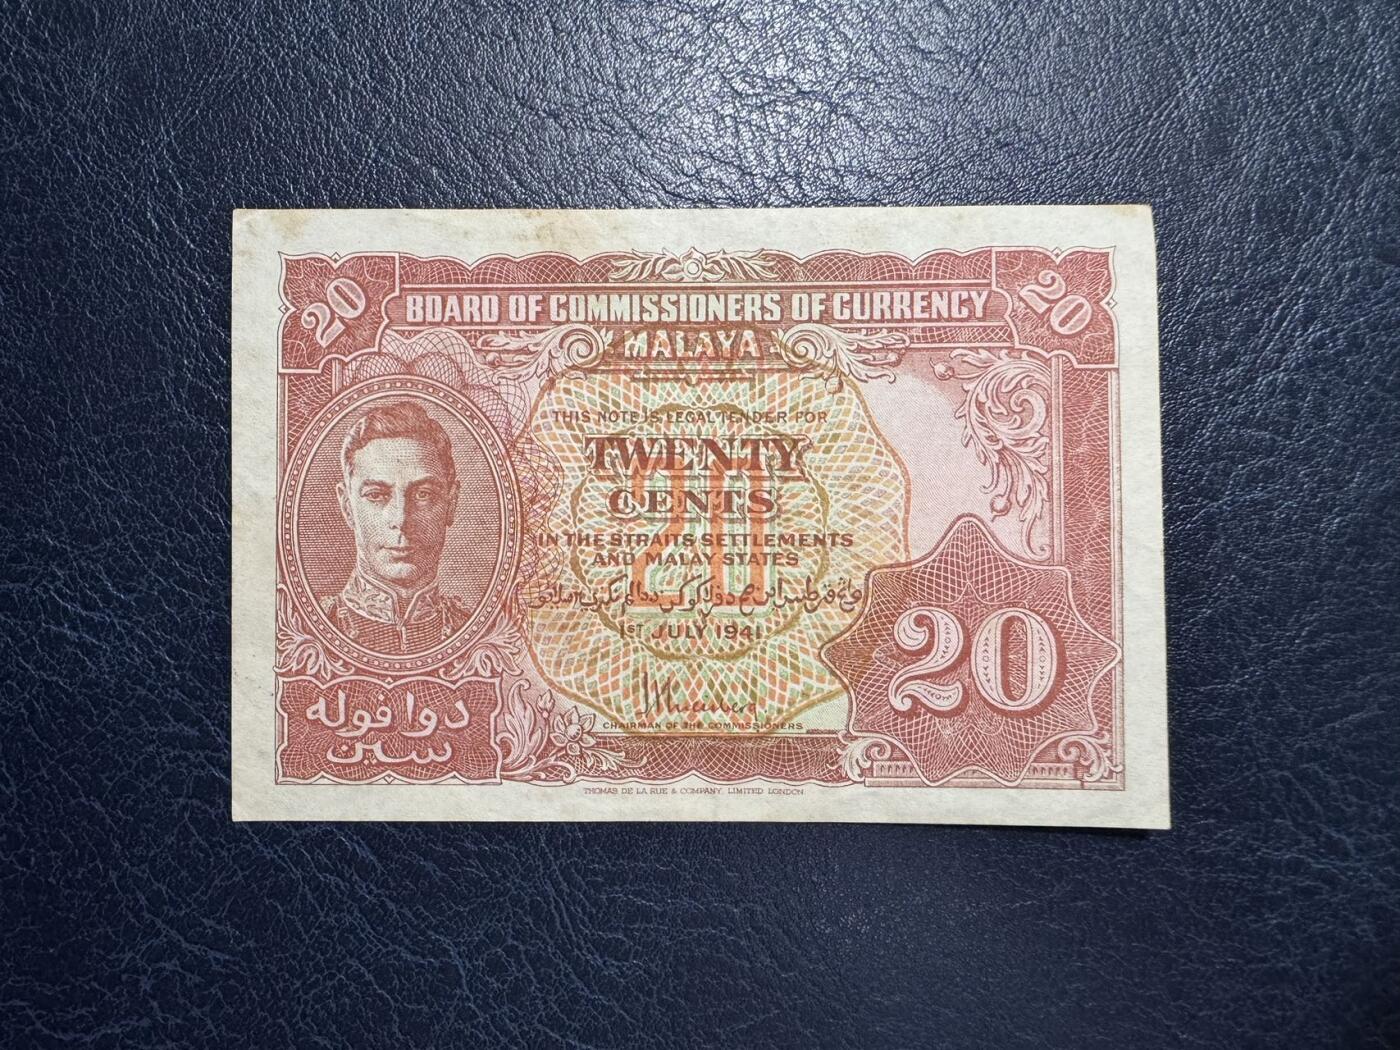 20
BOARD OF COMMISSIONERS OF CURRENCY
20
MALAYA
THIS NOTE IS LEGAL TENDER FOR
TWENTY
CENTS
20
IN THE STRAITS SETTLEMENTS
AND MALAY STATES
1ST JULY 1941
20
CHAIRMAN OF THE COMMISSIONERS
دوا ڤوله
سين
THOMAS DE LA RUE & COMPANY, LIMITED LONDON